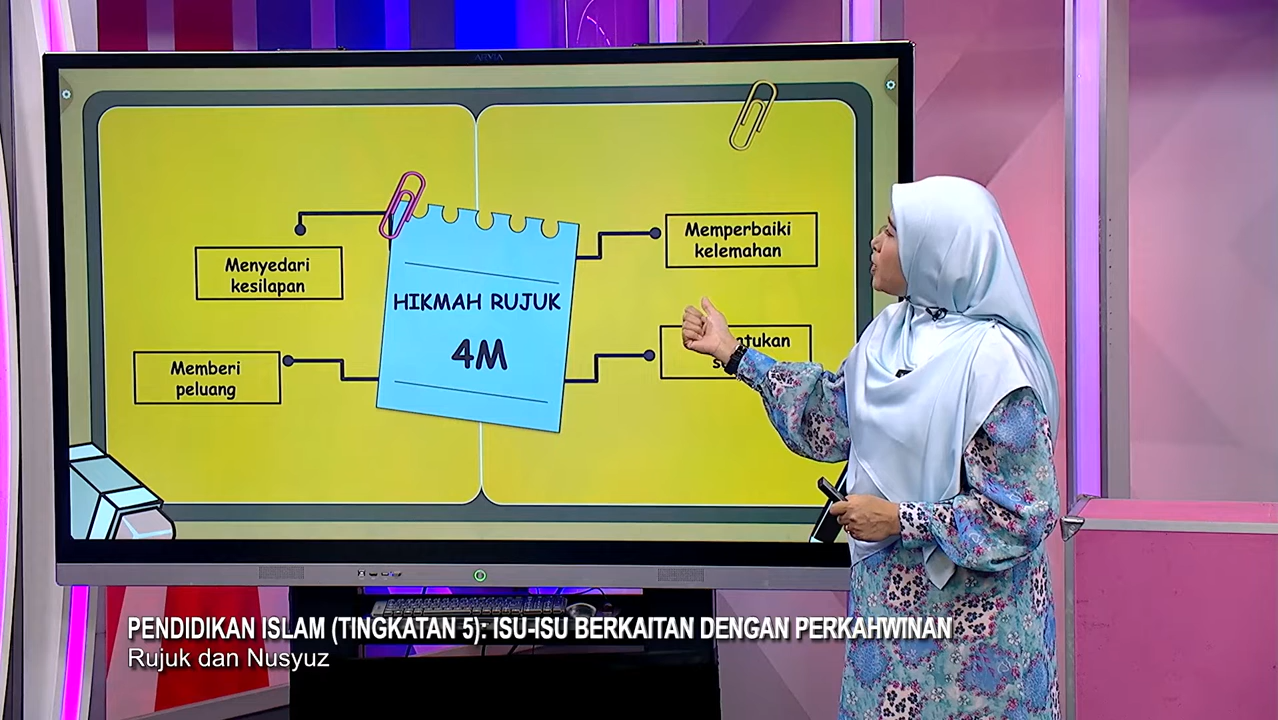 HIKMAH RUJUK
4M
Menyedari
kesilapan
Memberi
peluang
Memperbaiki
kelemahan
PENDIDIKAN ISLAM (TINGKATAN 5): ISU-ISU BERKAITAN DENGAN PERKAHWINAN
Rujuk dan Nusyuz